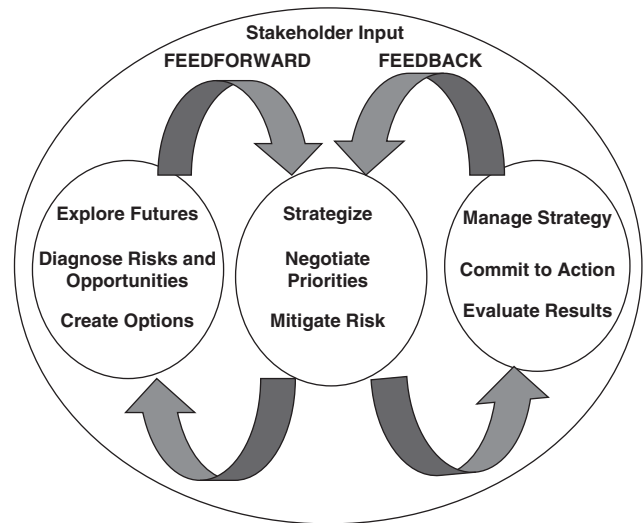 Stakeholder Input
FEEDFORWARD
FEEDBACK
Explore Futures
Diagnose Risks and
Opportunities
Create Options
Strategize
Negotiate
Priorities
Mitigate Risk
Manage Strategy
Commit to Action
Evaluate Results